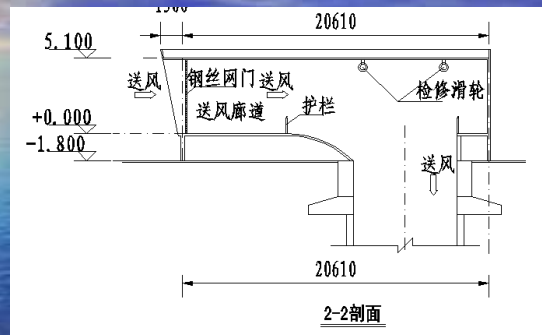 20610
5.100
送风
钢丝网门
送风
检修滑轮
送风廊道
护栏
+0.000
-1.800
送风
20610
2-2剖面